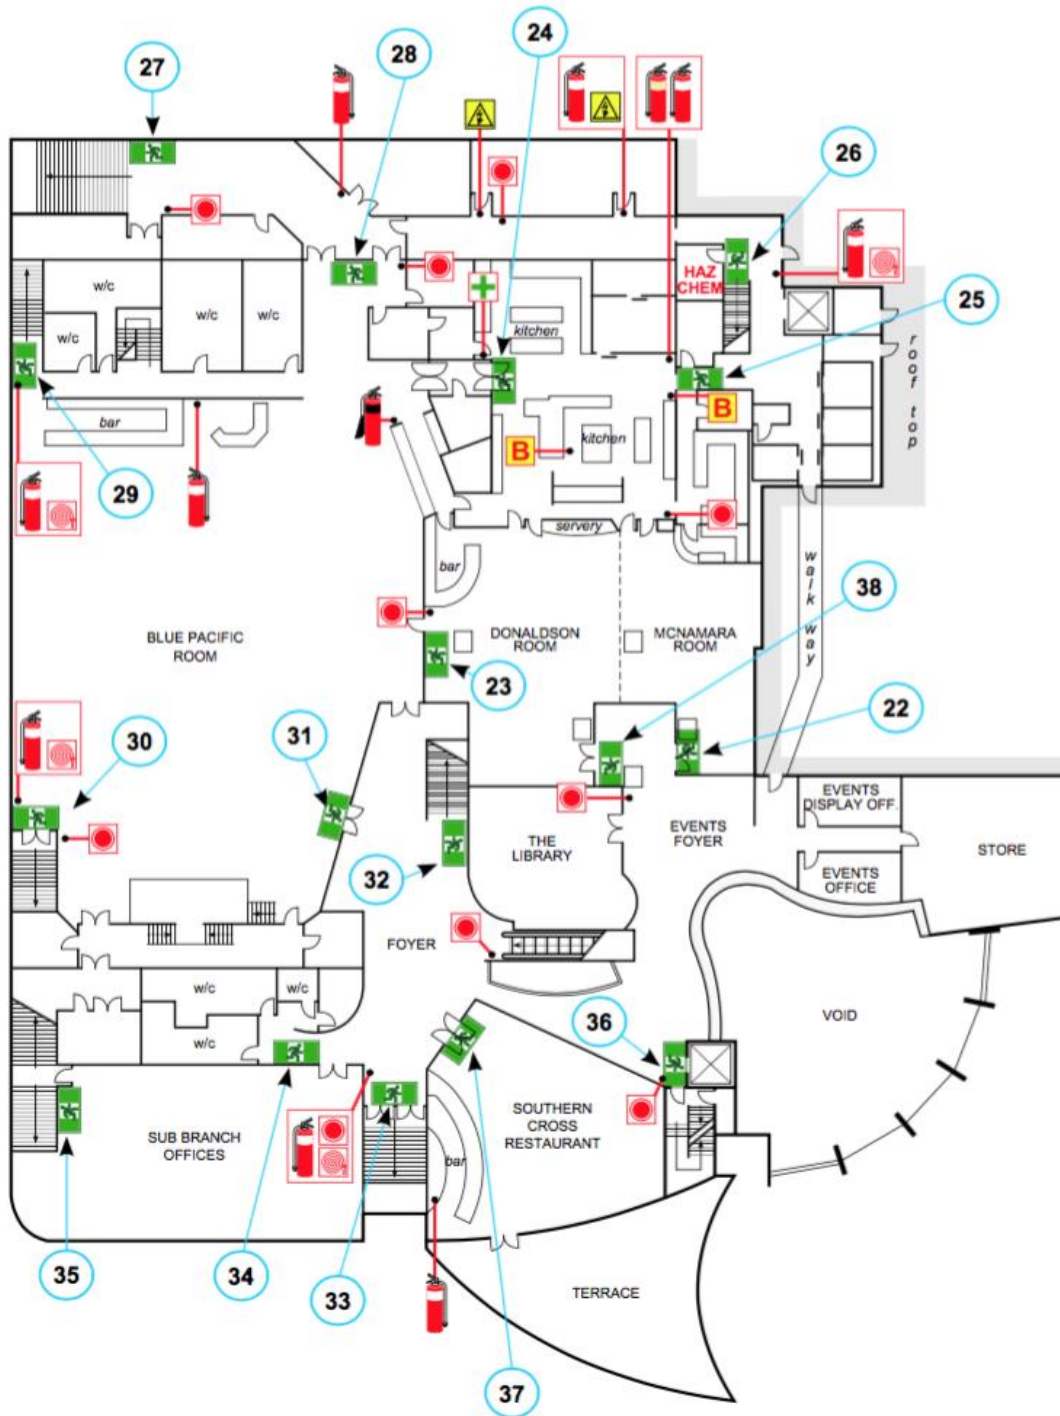 24
28
27
26
HAZ
CHEM
w/c
w/c
w/c
w/c
kitchen
25
roof top
bar
B
kitchen
B
29
servery
bar
walk way
38
BLUE PACIFIC
ROOM
DONALDSON
ROOM
MCNAMARA
ROOM
23
22
30
31
EVENTS
DISPLAY OFF.
THE
LIBRARY
EVENTS
FOYER
STORE
32
EVENTS
OFFICE
FOYER
w/c
w/c
VOID
36
w/c
SOUTHERN
CROSS
RESTAURANT
SUB BRANCH
OFFICES
bar
35
34
33
TERRACE
37